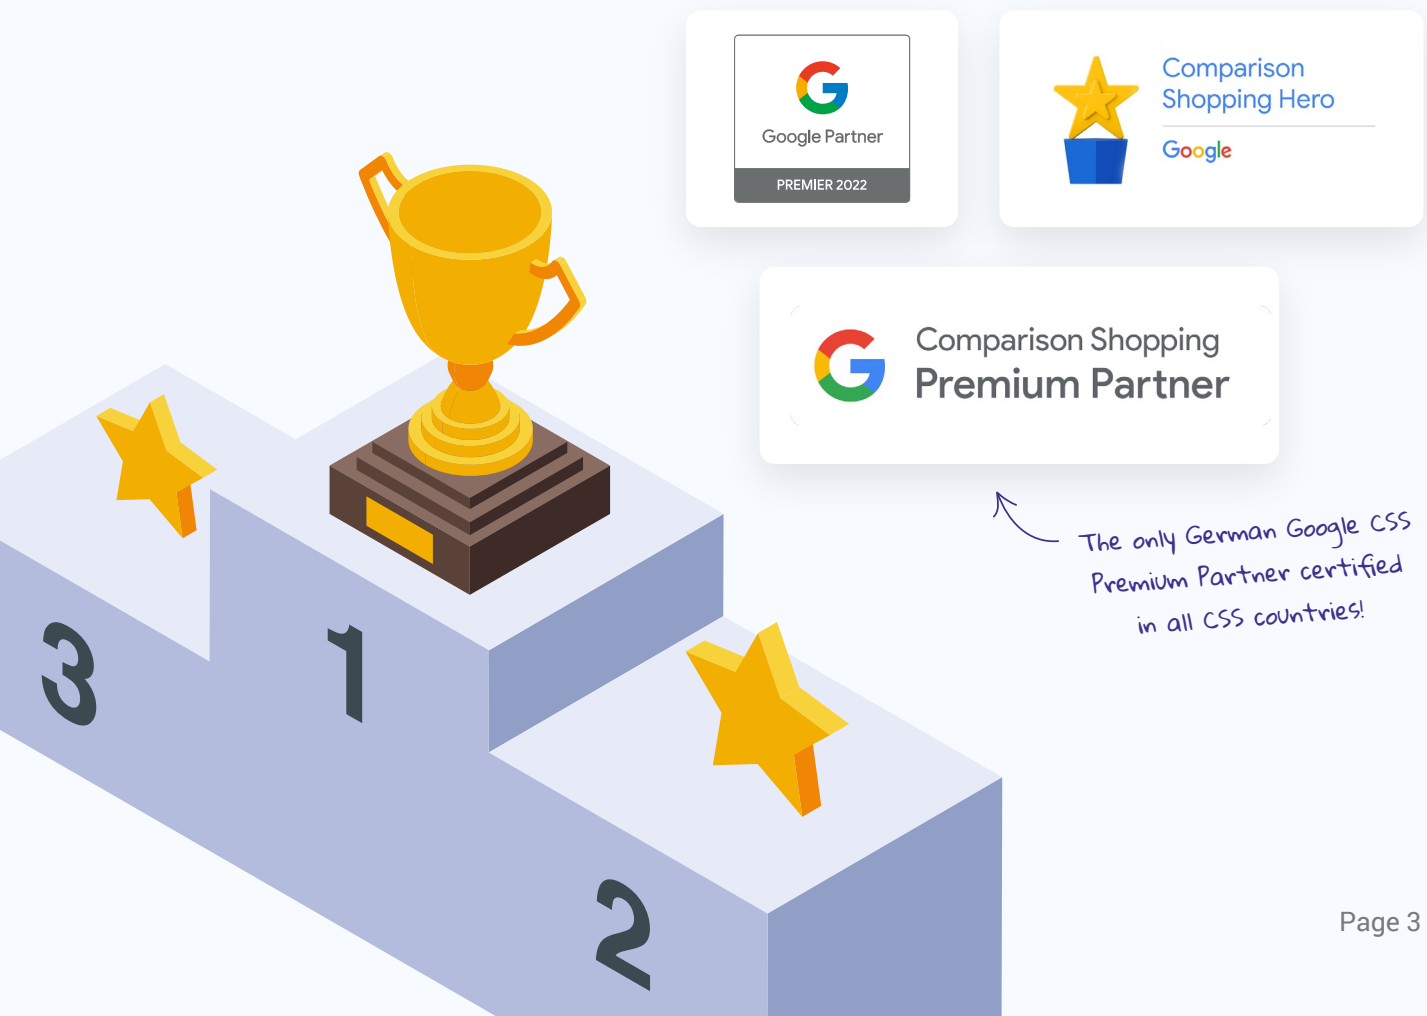 Google Partner
PREMIER 2022
Comparison
Shopping Hero
Google
Comparison Shopping
Premium Partner
The only German Google CSS
Premium Partner certified
in all CSS countries!
3
1
2
Page 3